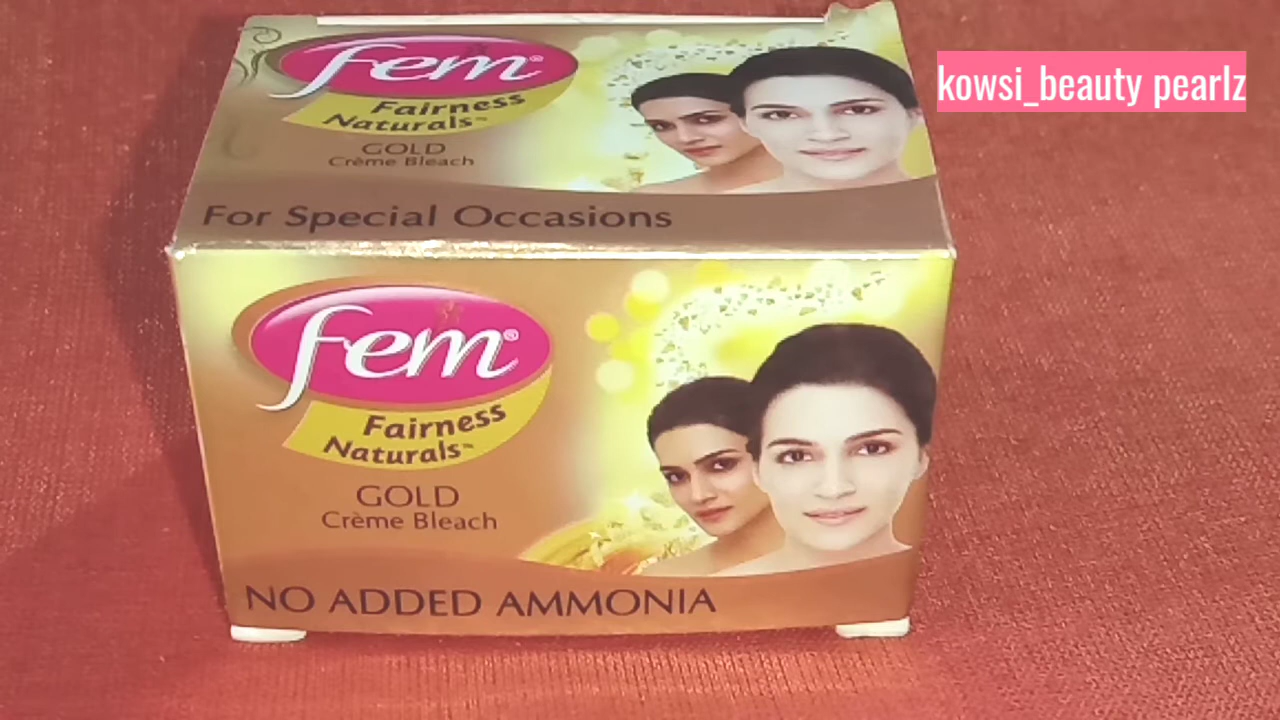 kowsi_beauty pearlz
fem®
Fairness
Naturals™
GOLD
Crème Bleach
For Special Occasions
fem®
Fairness
Naturals™
GOLD
Crème Bleach
NO ADDED AMMONIA